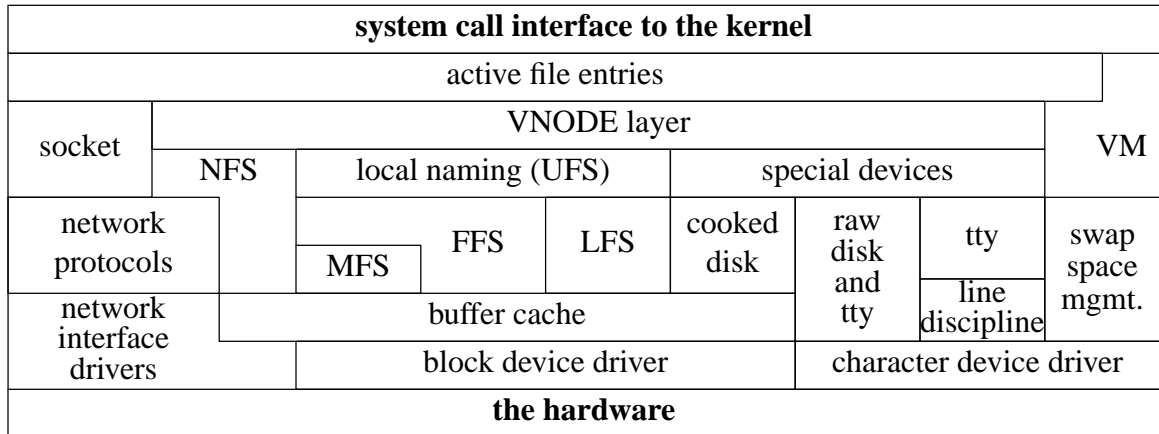 system call interface to the kernel
active file entries
socket
VNODE layer
VM
NFS
local naming (UFS)
special devices
network
protocols
MFS
FFS
LFS
cooked
disk
raw
disk
and
tty
tty
line
discipline
swap
space
mgmt.
network
interface
drivers
buffer cache
block device driver
character device driver
the hardware